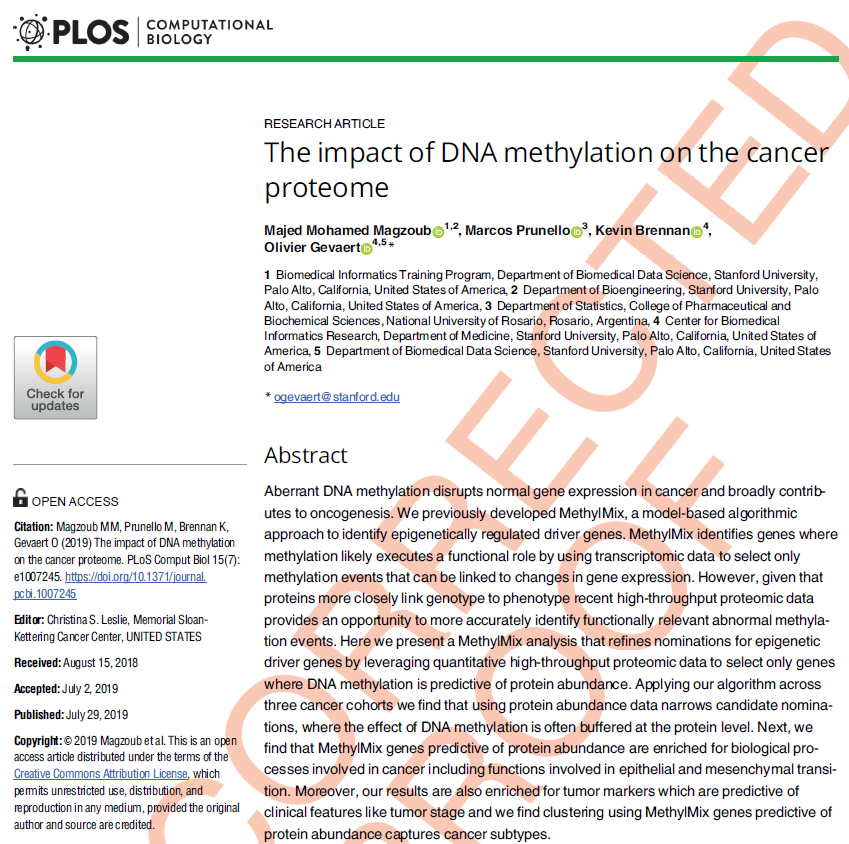 PLOS COMPUTATIONAL
BIOLOGY
RESEARCH ARTICLE
The impact of DNA methylation on the cancer
proteome
Majed Mohamed Magzoub iD 1,2, Marcos Prunello iD 3, Kevin Brennan iD 4,
Olivier Gevaert iD 4,5*
1 Biomedical Informatics Training Program, Department of Biomedical Data Science, Stanford University,
Palo Alto, California, United States of America, 2 Department of Bioengineering, Stanford University, Palo
Alto, California, United States of America, 3 Department of Statistics, College of Pharmaceutical and
Biochemical Sciences, National University of Rosario, Rosario, Argentina, 4 Center for Biomedical
Informatics Research, Department of Medicine, Stanford University, Palo Alto, California, United States of
America, 5 Department of Biomedical Data Science, Stanford University, Palo Alto, California, United States
of America
* ogevaert@stanford.edu
Check for
updates
Abstract
Aberrant DNA methylation disrupts normal gene expression in cancer and broadly contrib-
utes to oncogenesis. We previously developed MethylMix, a model-based algorithmic
approach to identify epigenetically regulated driver genes. MethylMix identifies genes where
methylation likely executes a functional role by using transcriptomic data to select only
methylation events that can be linked to changes in gene expression. However, given that
proteins more closely link genotype to phenotype recent high-throughput proteomic data
provides an opportunity to more accurately identify functionally relevant abnormal methyla-
tion events. Here we present a MethylMix analysis that refines nominations for epigenetic
driver genes by leveraging quantitative high-throughput proteomic data to select only genes
where DNA methylation is predictive of protein abundance. Applying our algorithm across
three cancer cohorts we find that using protein abundance data narrows candidate nomina-
tions, where the effect of DNA methylation is often buffered at the protein level. Next, we
find that MethylMix genes predictive of protein abundance are enriched for biological pro-
cesses involved in cancer including functions involved in epithelial and mesenchymal transi-
tion. Moreover, our results are also enriched for tumor markers which are predictive of
clinical features like tumor stage and we find clustering using MethylMix genes predictive of
protein abundance captures cancer subtypes.
OPEN ACCESS
Citation: Magzoub MM, Prunello M, Brennan K,
Gevaert O (2019) The impact of DNA methylation
on the cancer proteome. PLoS Comput Biol 15(7):
e1007245. https://doi.org/10.1371/journal.
pcbi.1007245
Editor: Christina S. Leslie, Memorial Sloan-
Kettering Cancer Center, UNITED STATES
Received: August 15, 2018
Accepted: July 2, 2019
Published: July 29, 2019
Copyright: © 2019 Magzoub et al. This is an open
access article distributed under the terms of the
Creative Commons Attribution License, which
permits unrestricted use, distribution, and
reproduction in any medium, provided the original
author and source are credited.
CORRECTED
PROOF